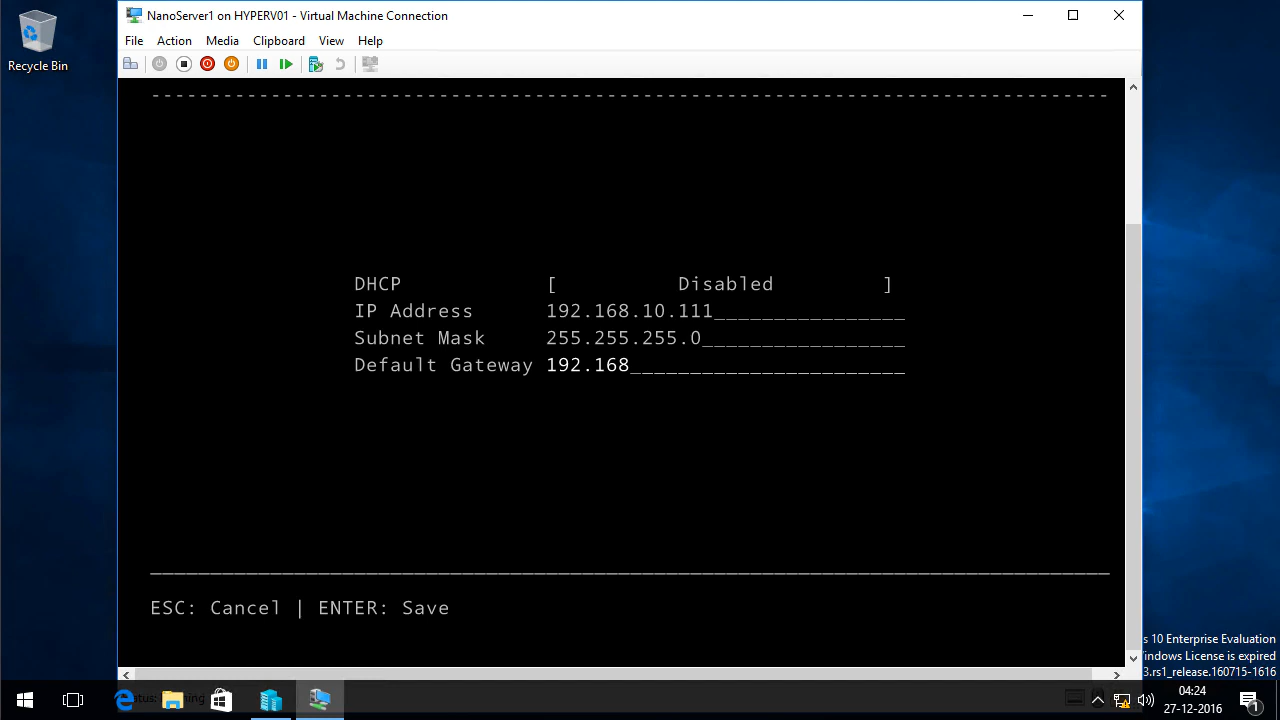 NanoServer1 on HYPERV01 - Virtual Machine Connection
File Action Media Clipboard View Help
Recycle Bin
DHCP [ Disabled ]
IP Address 192.168.10.111
Subnet Mask 255.255.255.0
Default Gateway 192.168
ESC: Cancel | ENTER: Save
s 10 Enterprise Evaluation
indows License is expired
3.rs1_release.160715-1616
04:24
27-12-2016
1